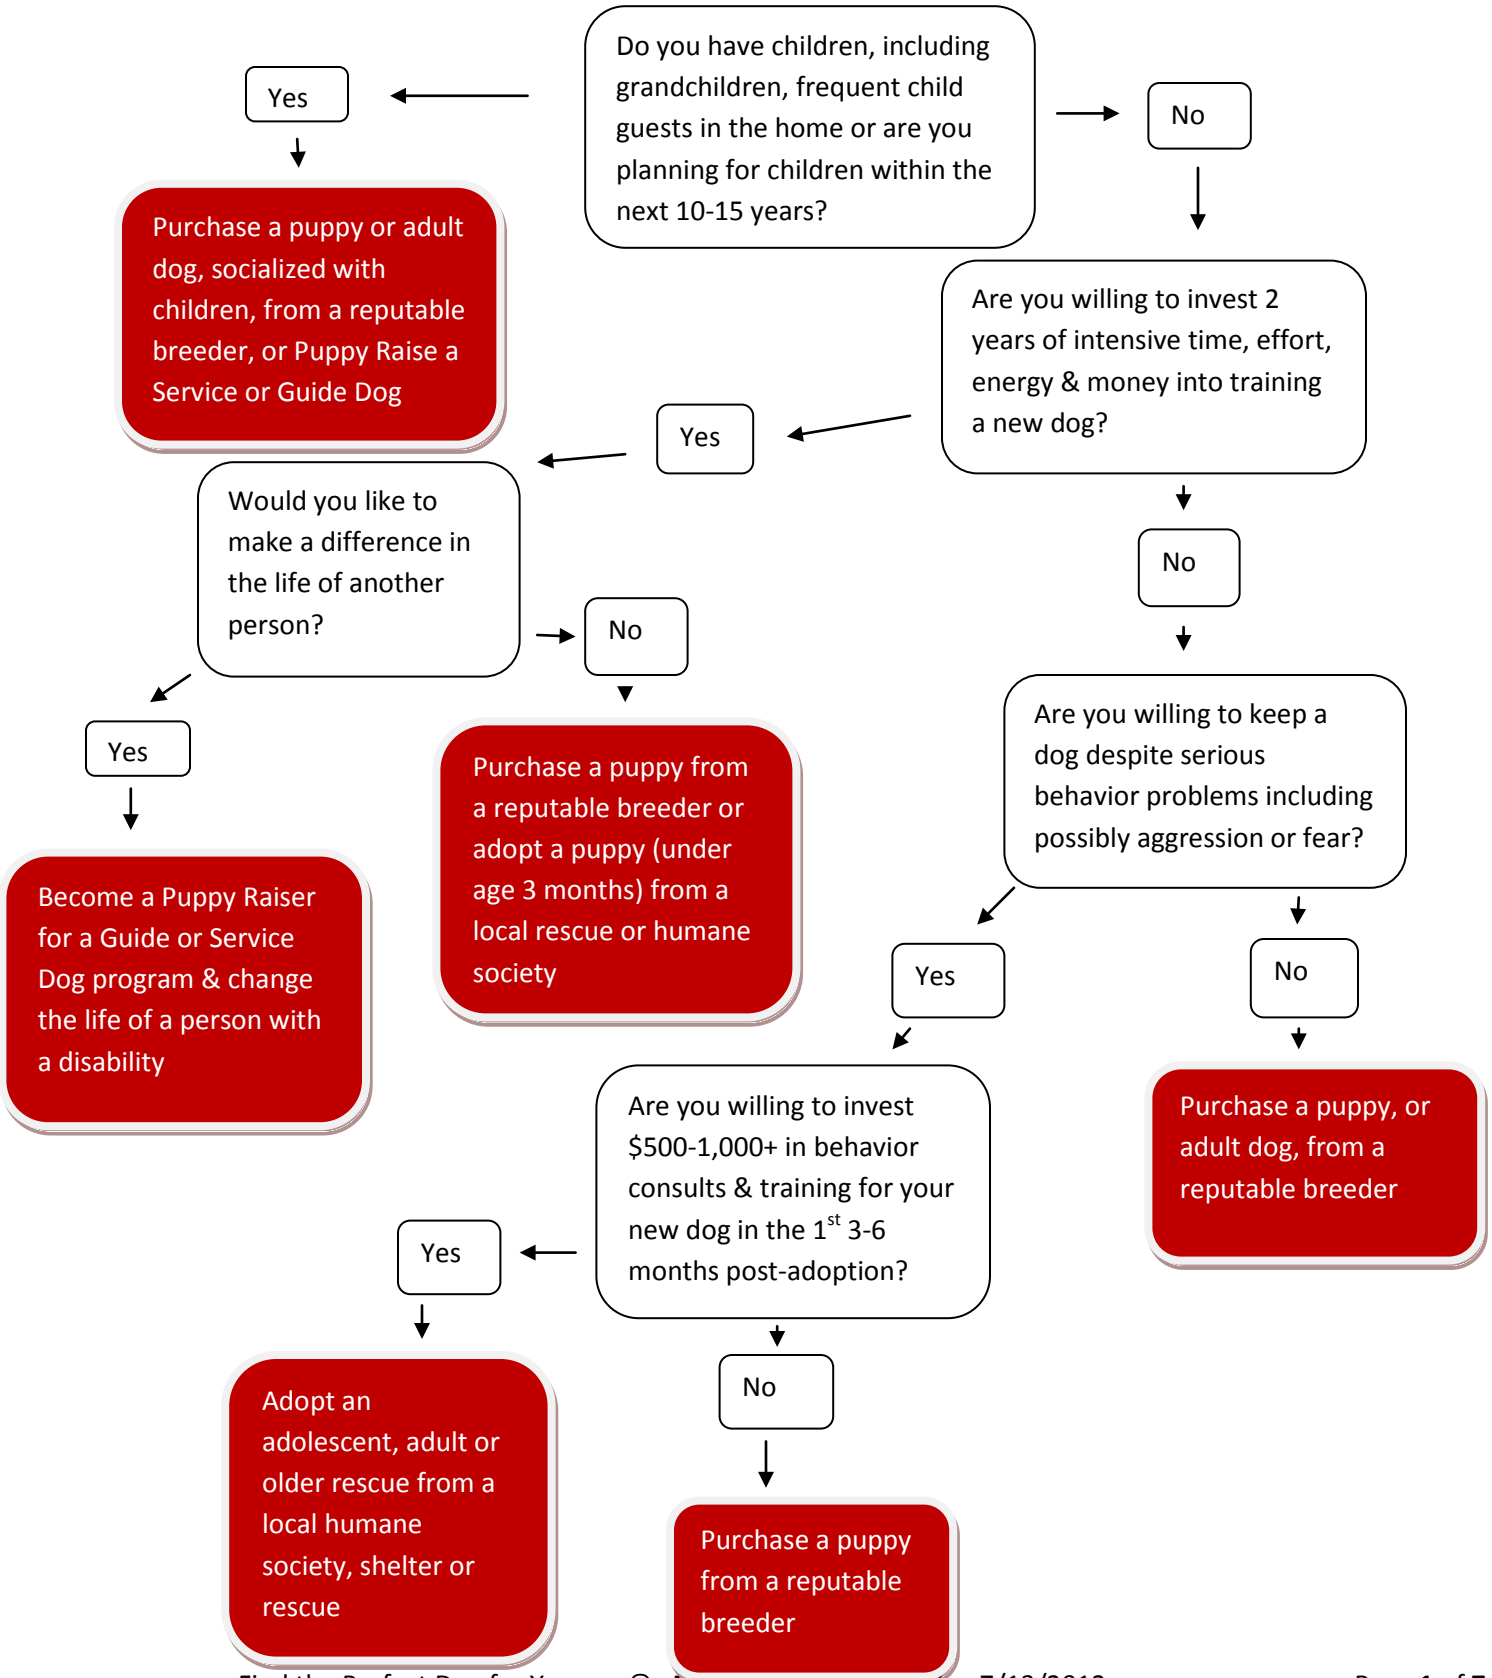 Do you have children, including
grandchildren, frequent child
guests in the home or are you
planning for children within the
next 10-15 years?
Yes
No
Purchase a puppy or adult
dog, socialized with
children, from a reputable
breeder, or Puppy Raise a
Service or Guide Dog
Are you willing to invest 2
years of intensive time, effort,
energy & money into training
a new dog?
Yes
No
Would you like to
make a difference in
the life of another
person?
No
Yes
Purchase a puppy from
a reputable breeder or
adopt a puppy (under
age 3 months) from a
local rescue or humane
society
Become a Puppy Raiser
for a Guide or Service
Dog program & change
the life of a person with
a disability
Are you willing to keep a
dog despite serious
behavior problems including
possibly aggression or fear?
Yes
No
Purchase a puppy, or
adult dog, from a
reputable breeder
Are you willing to invest
$500-1,000+ in behavior
consults & training for your
new dog in the 1st 3-6
months post-adoption?
Yes
No
Adopt an
adolescent, adult or
older rescue from a
local humane
society, shelter or
rescue
Purchase a puppy
from a reputable
breeder